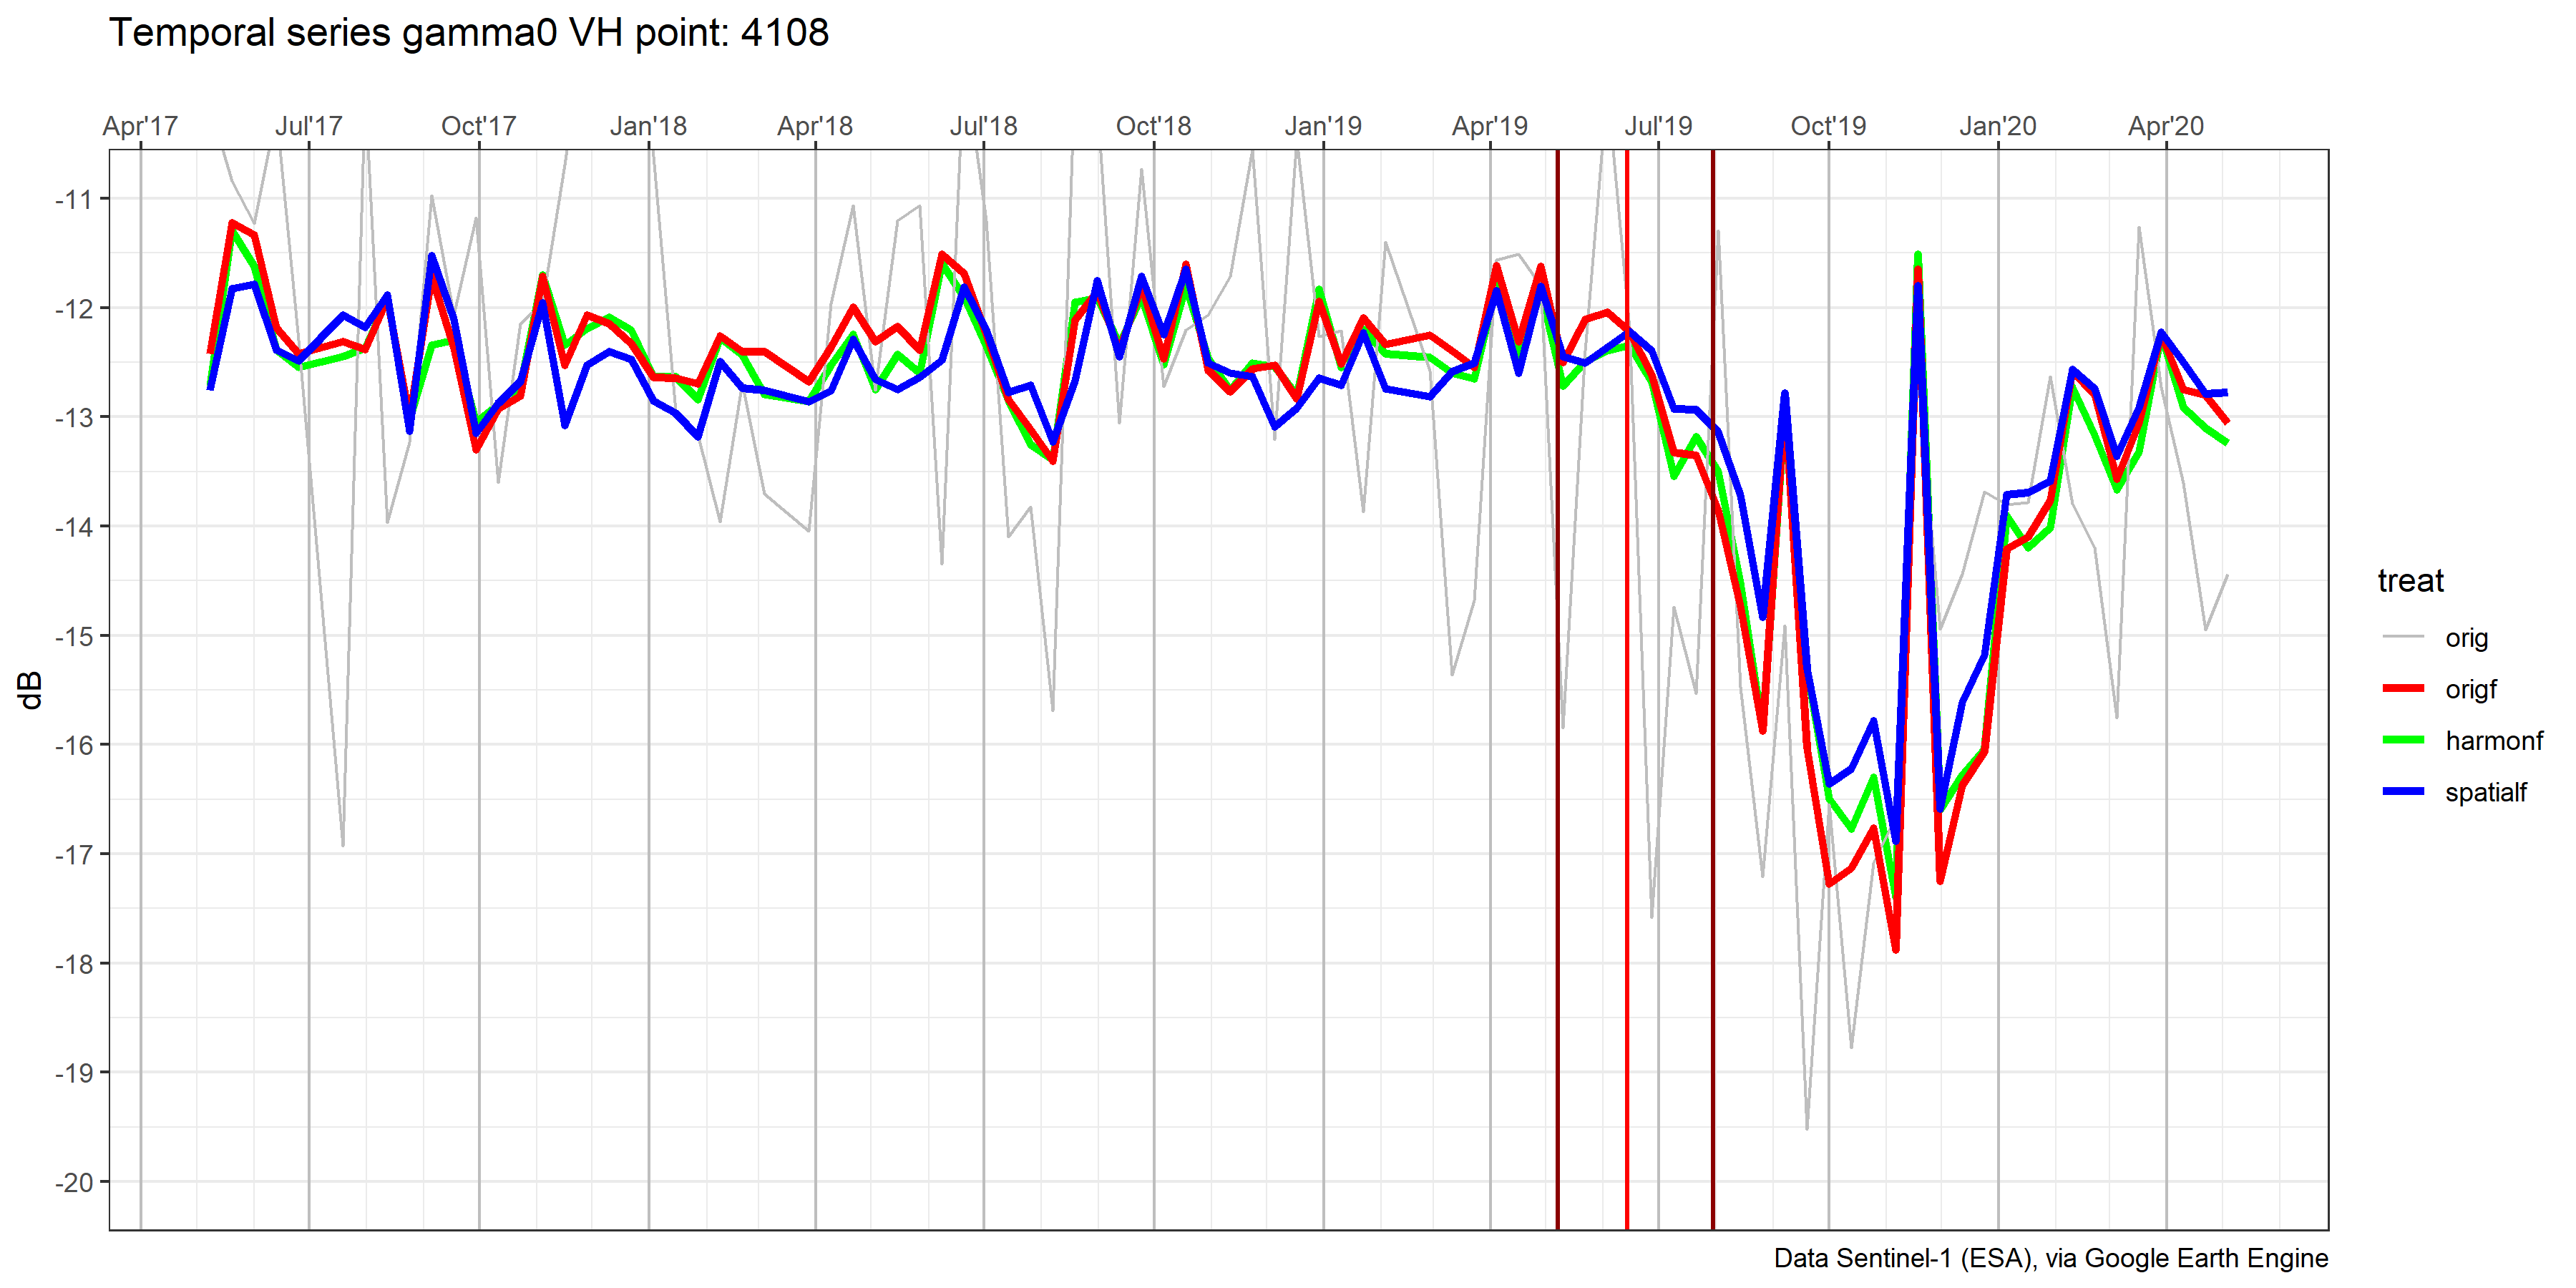 Temporal series gamma0 VH point: 4108
Apr'17 Jul'17 Oct'17 Jan'18 Apr'18 Jul'18 Oct'18 Jan'19 Apr'19 Jul'19 Oct'19 Jan'20 Apr'20
-11
-12
-13
-14
-15
-16
-17
-18
-19
-20
dB
treat
orig
origf
harmonf
spatialf
Data Sentinel-1 (ESA), via Google Earth Engine